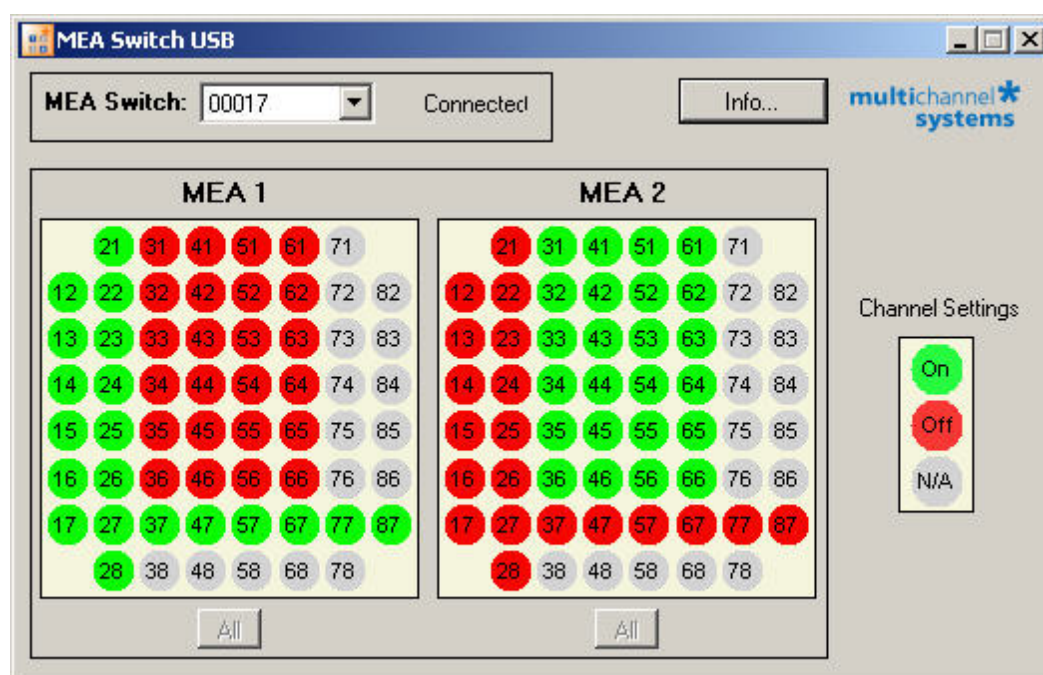 MEA Switch USB
MEA Switch: 00017 Connected Info... multichannel*
systems
MEA 1 MEA 2
21 31 41 51 61 71 21 31 41 51 61 71
12 22 32 42 52 62 72 82 12 22 32 42 52 62 72 82
Channel Settings
13 23 33 43 53 63 73 83 13 23 33 43 53 63 73 83
On
14 24 34 44 54 64 74 84 14 24 34 44 54 64 74 84
Off
15 25 35 45 55 65 75 85 15 25 35 45 55 65 75 85
N/A
16 26 36 46 56 66 76 86 16 26 36 46 56 66 76 86
17 27 37 47 57 67 77 87 17 27 37 47 57 67 77 87
28 38 48 58 68 78 28 38 48 58 68 78
All All